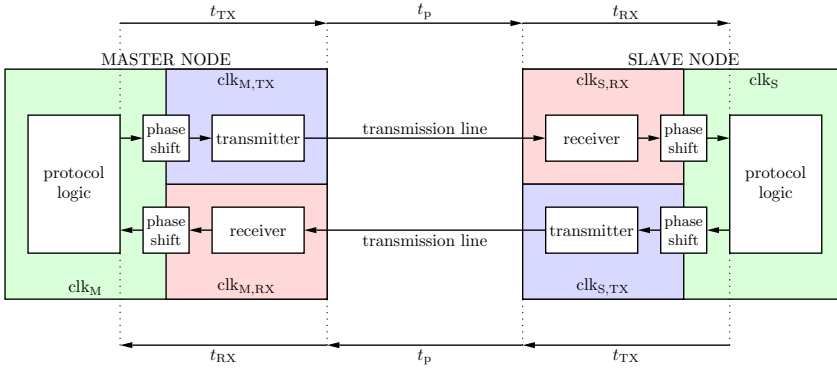 t_TX t_p t_RX
MASTER NODE SLAVE NODE
clk_M,TX clk_S,RX clk_S
phase shift transmitter transmission line receiver phase shift
protocol logic protocol logic
phase shift receiver transmission line transmitter phase shift
clk_M clk_M,RX clk_S,TX
t_RX t_p t_TX